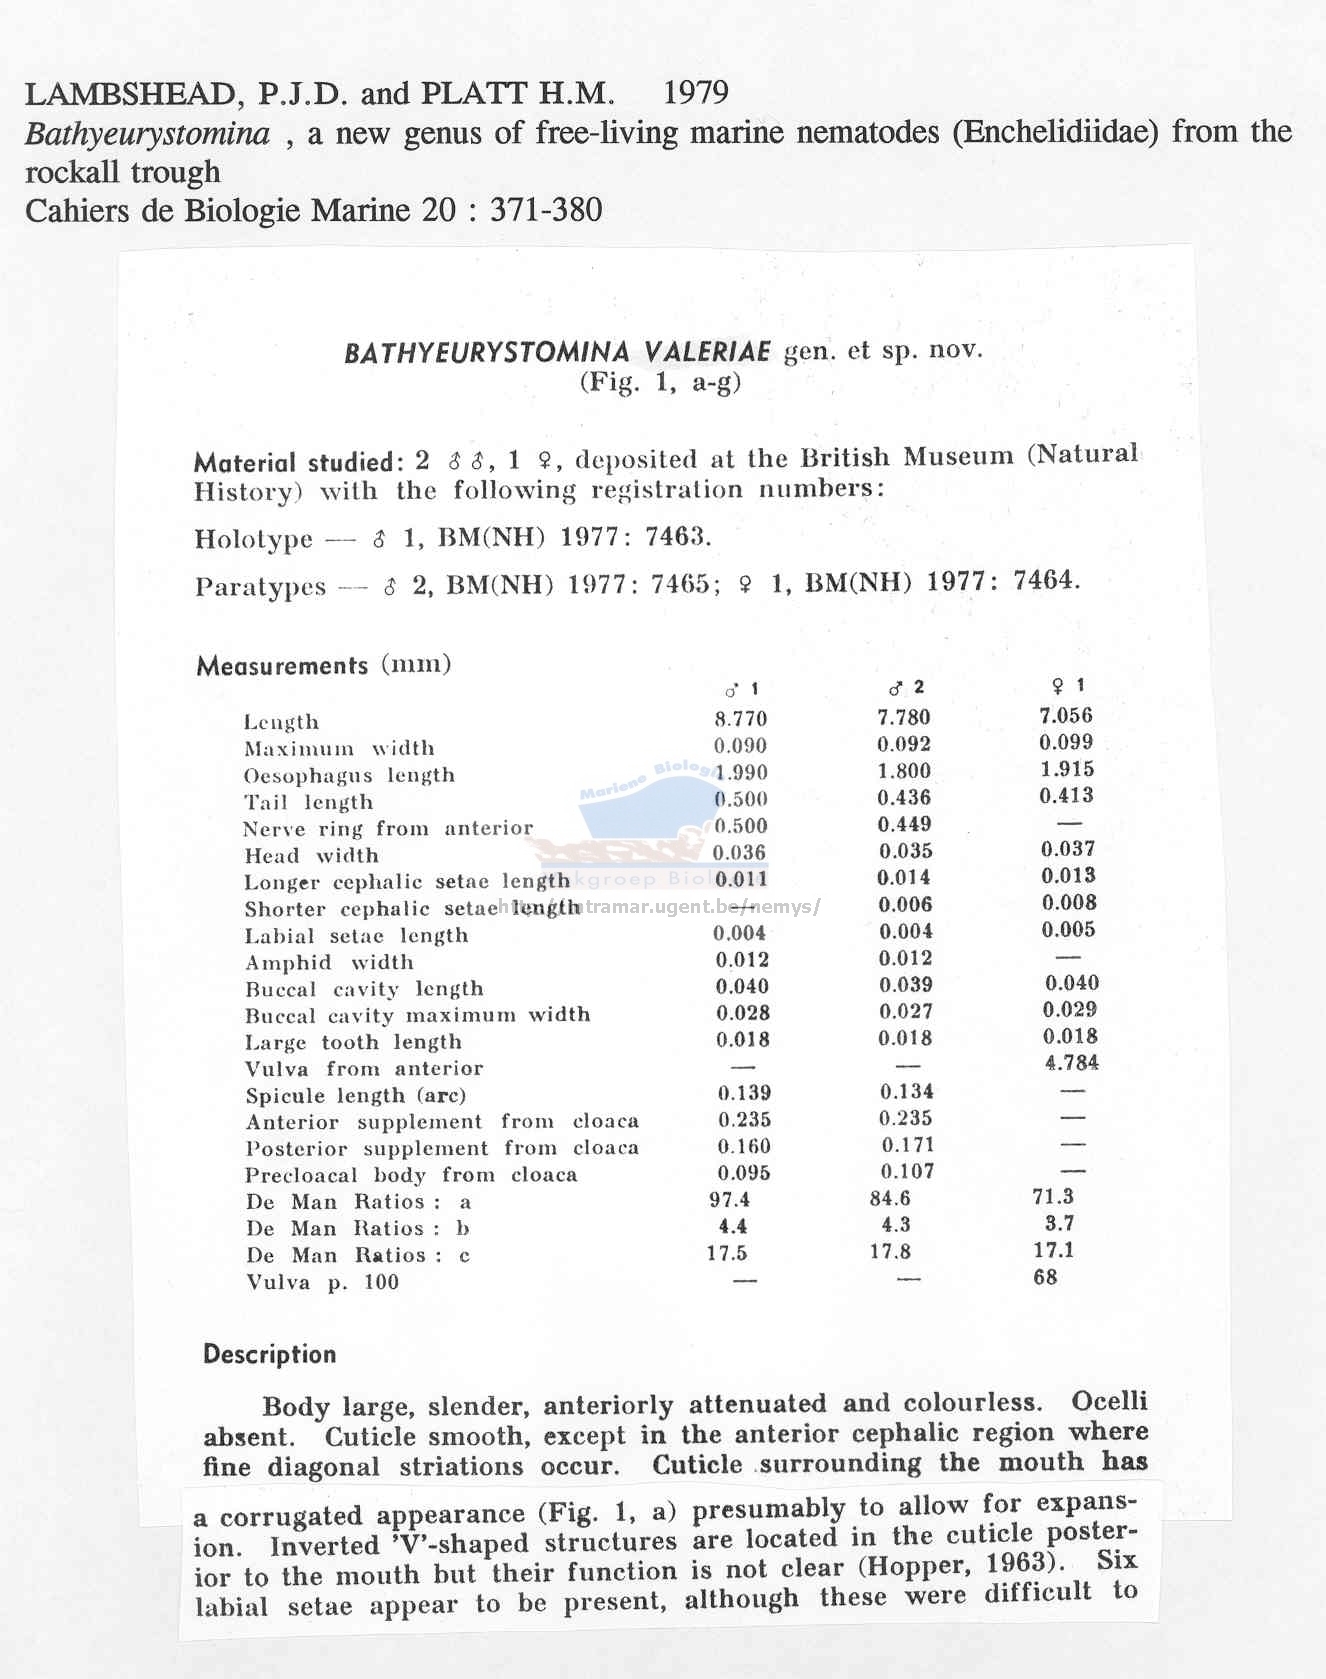 LAMBSHEAD, P.J.D. and PLATT H.M. 1979
Bathyeurystomina , a new genus of free-living marine nematodes (Enchelidiidae) from the
rockall trough
Cahiers de Biologie Marine 20 : 371-380
BATHYEURYSTOMINA VALERIAE gen. et sp. nov.
(Fig. 1, a-g)
Material studied: 2 ♂♂, 1 ♀, deposited at the British Museum (Natural
History) with the following registration numbers:
Holotype — ♂ 1, BM(NH) 1977: 7463.
Paratypes — ♂ 2, BM(NH) 1977: 7465; ♀ 1, BM(NH) 1977: 7464.
Measurements (mm)
♂ 1 ♂ 2 ♀ 1
Length 8.770 7.780 7.056
Maximum width 0.090 0.092 0.099
Oesophagus length 1.990 1.800 1.915
Tail length 0.500 0.436 0.413
Nerve ring from anterior 0.500 0.449 —
Head width 0.036 0.035 0.037
Longer cephalic setae length 0.011 0.014 0.013
Shorter cephalic setae length — 0.006 0.008
Labial setae length 0.004 0.004 0.005
Amphid width 0.012 0.012 —
Buccal cavity length 0.040 0.039 0.040
Buccal cavity maximum width 0.028 0.027 0.029
Large tooth length 0.018 0.018 0.018
Vulva from anterior — — 4.784
Spicule length (arc) 0.139 0.134 —
Anterior supplement from cloaca 0.235 0.235 —
Posterior supplement from cloaca 0.160 0.171 —
Precloacal body from cloaca 0.095 0.107 —
De Man Ratios : a 97.4 84.6 71.3
De Man Ratios : b 4.4 4.3 3.7
De Man Ratios : c 17.5 17.8 17.1
Vulva p. 100 — — 68
Description
Body large, slender, anteriorly attenuated and colourless. Ocelli
absent. Cuticle smooth, except in the anterior cephalic region where
fine diagonal striations occur. Cuticle surrounding the mouth has
a corrugated appearance (Fig. 1, a) presumably to allow for expans-
ion. Inverted 'V'-shaped structures are located in the cuticle poster-
ior to the mouth but their function is not clear (Hopper, 1963). Six
labial setae appear to be present, although these were difficult to
Mariene Biologie